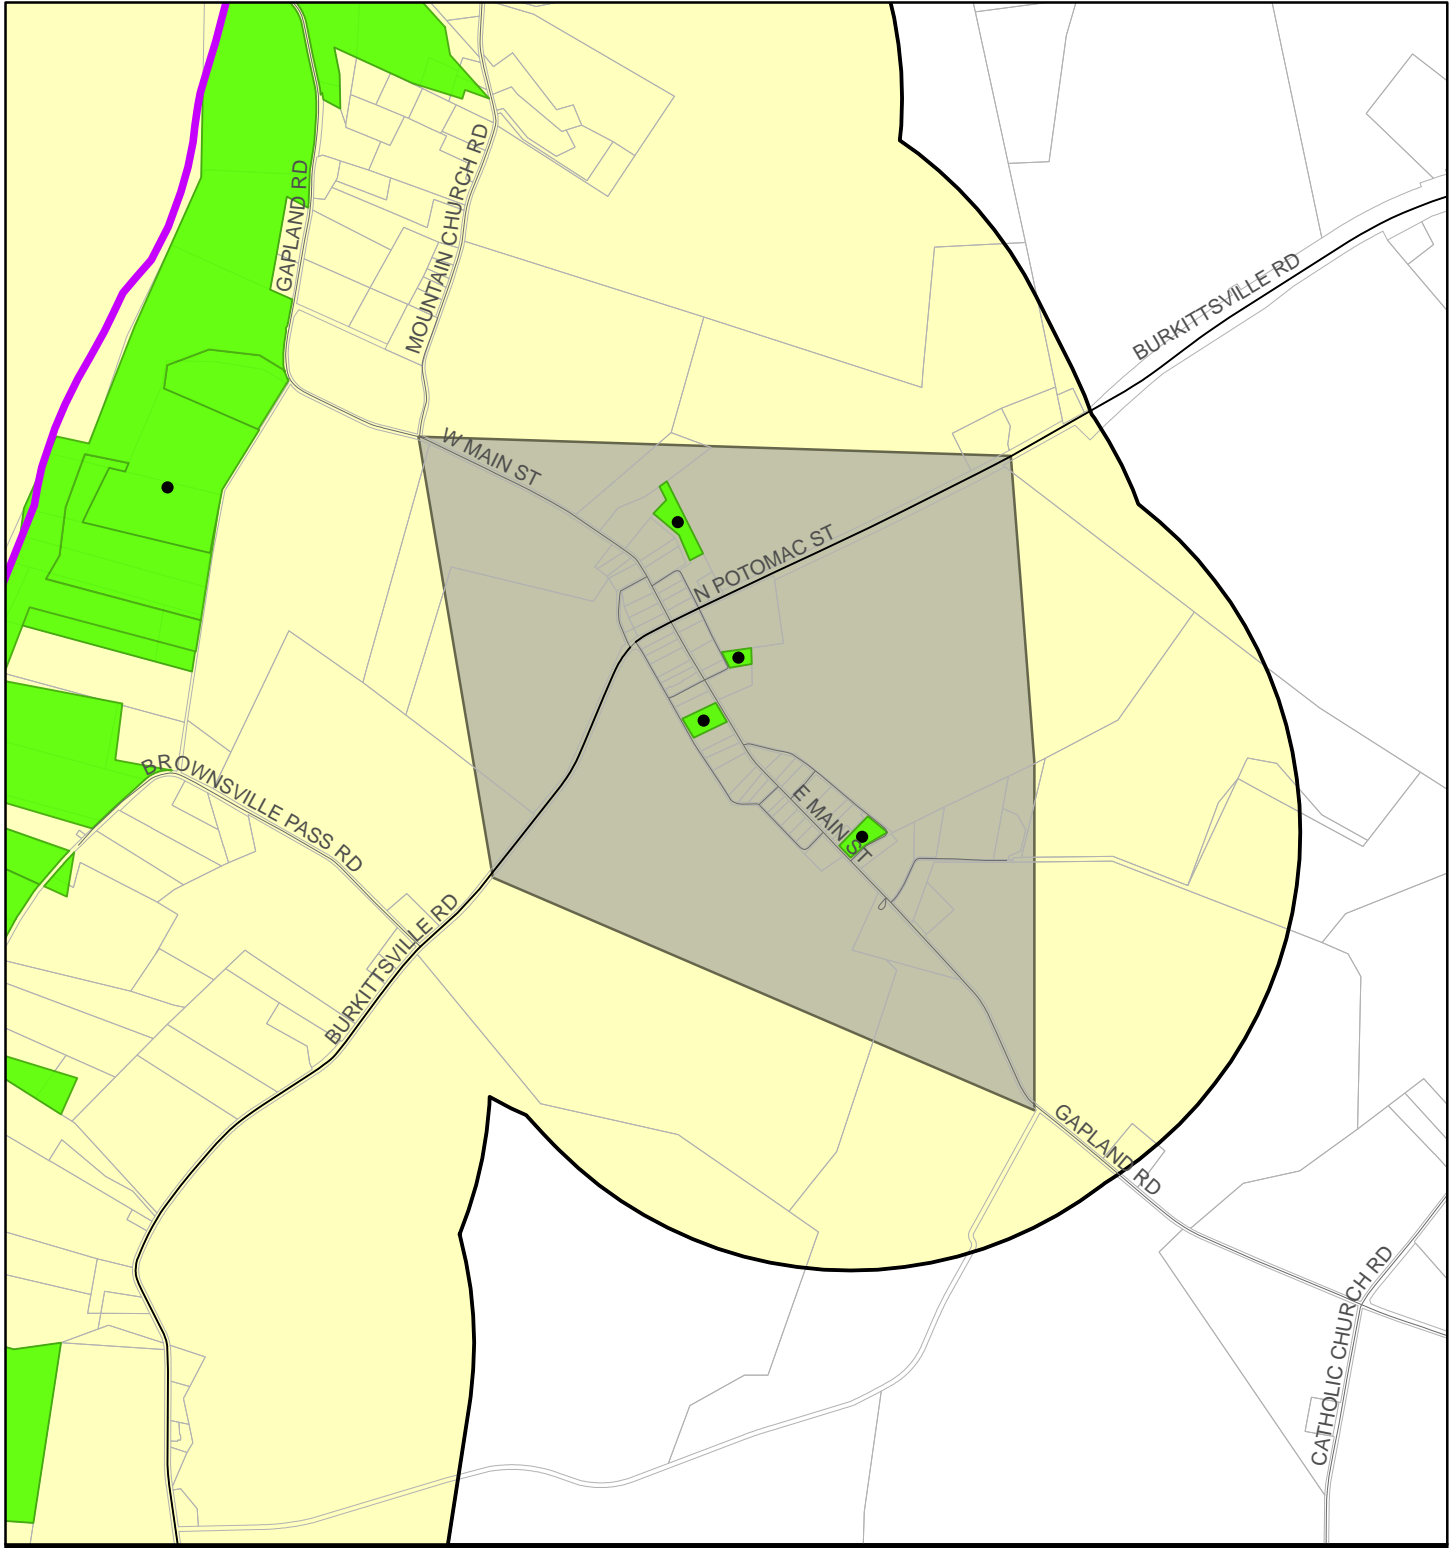 GAPLAND RD
MOUNTAIN CHURCH RD
BURKITTSVILLE RD
W MAIN ST
N POTOMAC ST
BROWNSVILLE PASS RD
E MAIN ST
BURKITTSVILLE RD
GAPLAND RD
CATHOLIC CHURCH RD